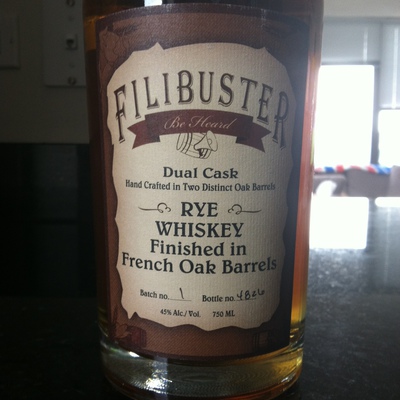 FILIBUSTER
Be Heard
Dual Cask
Hand Crafted in Two Distinct Oak Barrels
RYE
WHISKEY
Finished in
French Oak Barrels
Batch no. 1 Bottle no. 4826
45% Alc./Vol. 750 ML